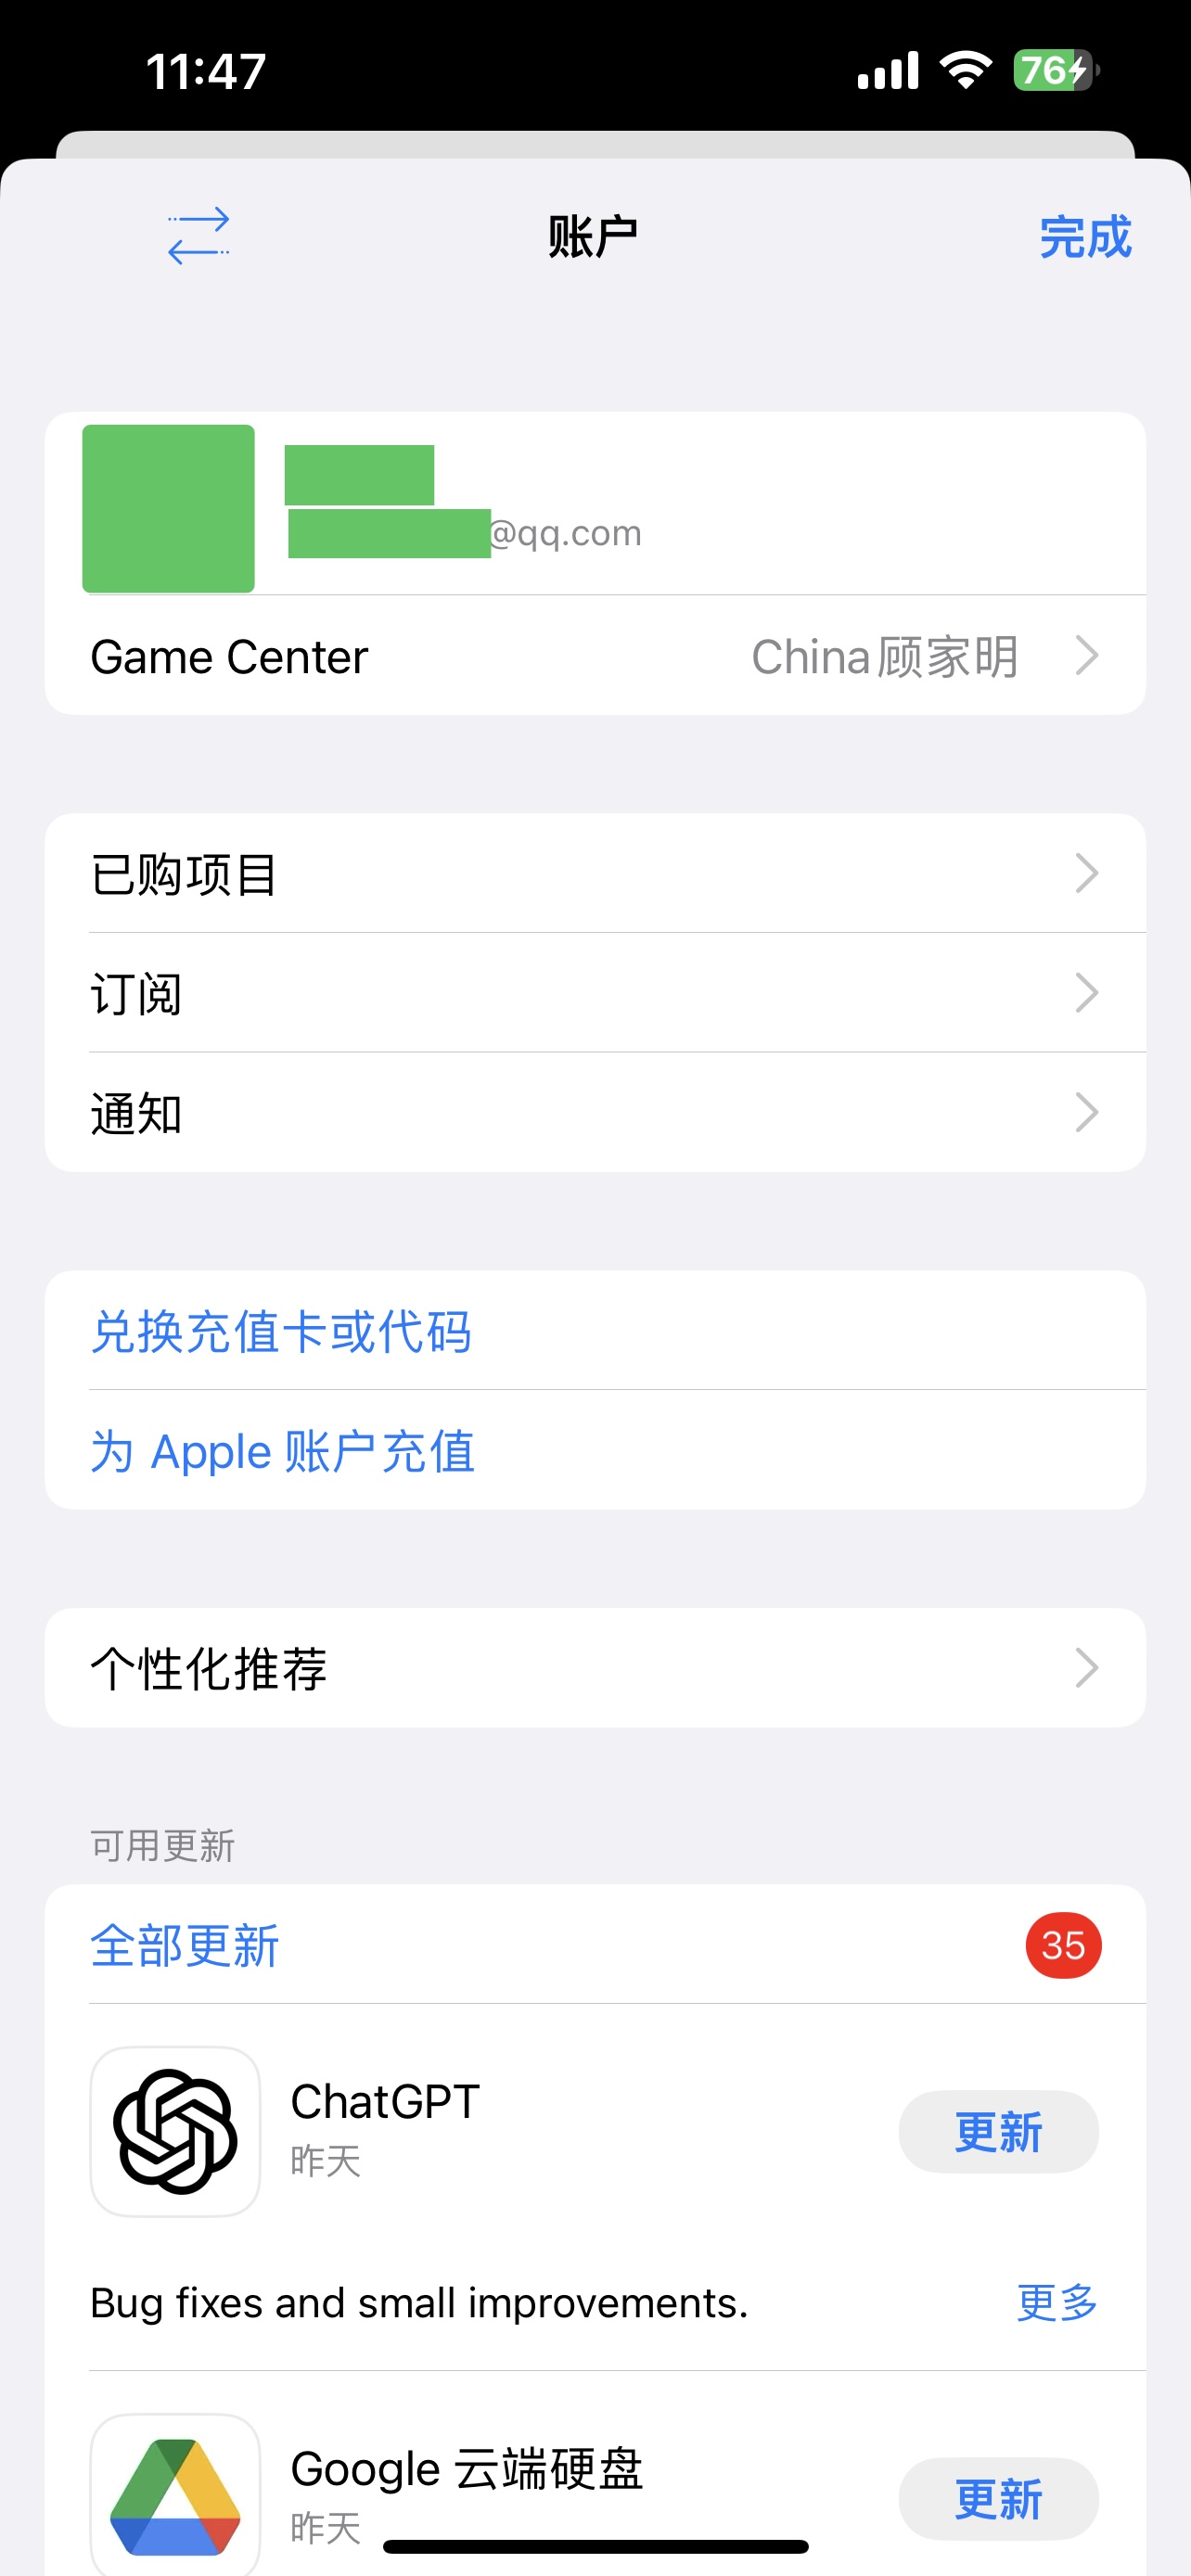 11:47
76
账户
完成
@qq.com
Game Center
China顾家明
已购项目
订阅
通知
兑换充值卡或代码
为 Apple 账户充值
个性化推荐
可用更新
全部更新
35
ChatGPT
昨天
更新
Bug fixes and small improvements.
更多
Google 云端硬盘
昨天
更新